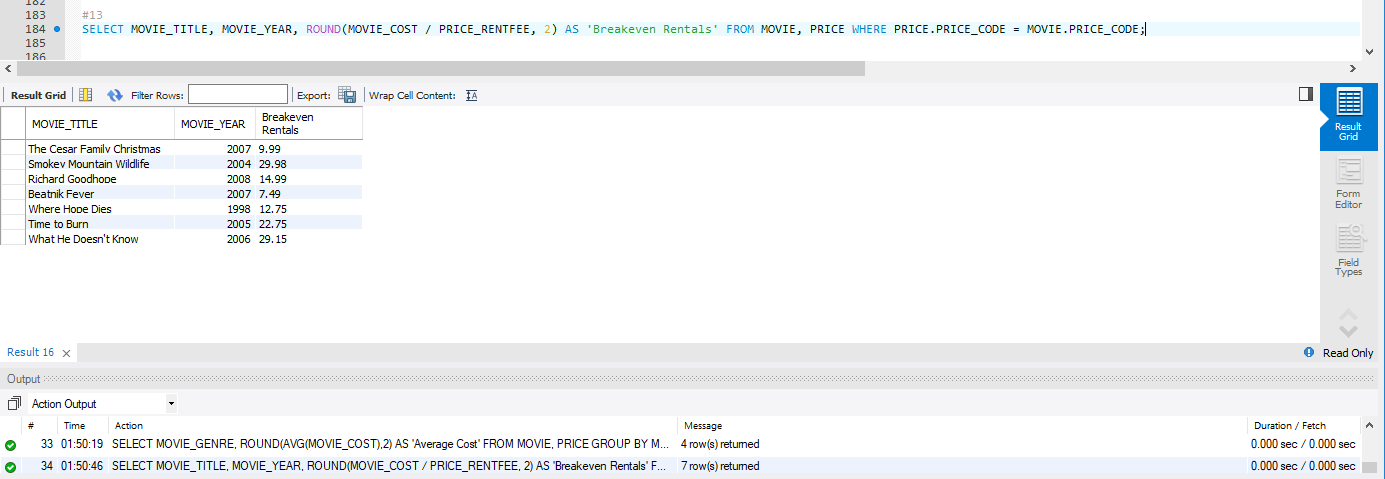 182
183 #13
184 SELECT MOVIE_TITLE, MOVIE_YEAR, ROUND(MOVIE_COST / PRICE_RENTFEE, 2) AS 'Breakeven Rentals' FROM MOVIE, PRICE WHERE PRICE.PRICE_CODE = MOVIE.PRICE_CODE;
185
186
Result Grid Filter Rows: Export: Wrap Cell Content: IA
MOVIE_TITLE MOVIE_YEAR Breakeven
Rentals
The Cesar Family Christmas 2007 9.99
Smokey Mountain Wildlife 2004 29.98
Richard Goodhope 2008 14.99
Beatnik Fever 2007 7.49
Where Hope Dies 1998 12.75
Time to Burn 2005 22.75
What He Doesn't Know 2006 29.15
Result
Grid
Form
Editor
Field
Types
Result 16 Read Only
Output
Action Output
# Time Action Message Duration / Fetch
33 01:50:19 SELECT MOVIE_GENRE, ROUND(AVG(MOVIE_COST),2) AS 'Average Cost' FROM MOVIE, PRICE GROUP BY M... 4 row(s) returned 0.000 sec / 0.000 sec
34 01:50:46 SELECT MOVIE_TITLE, MOVIE_YEAR, ROUND(MOVIE_COST / PRICE_RENTFEE, 2) AS 'Breakeven Rentals' F... 7 row(s) returned 0.000 sec / 0.000 sec